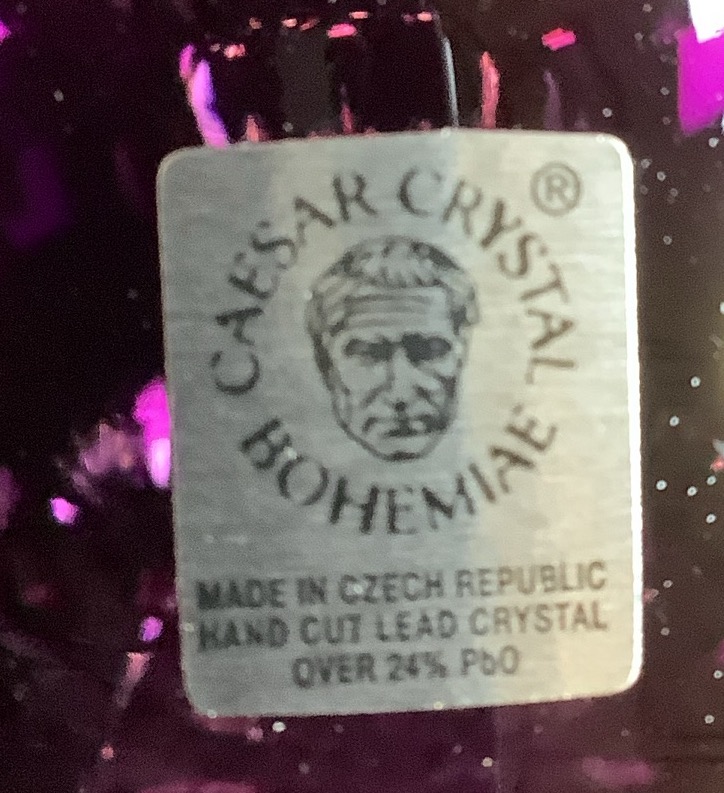 CAESAR CRYSTAL
®
BOHEMIAE
MADE IN CZECH REPUBLIC
HAND CUT LEAD CRYSTAL
OVER 24% PbO